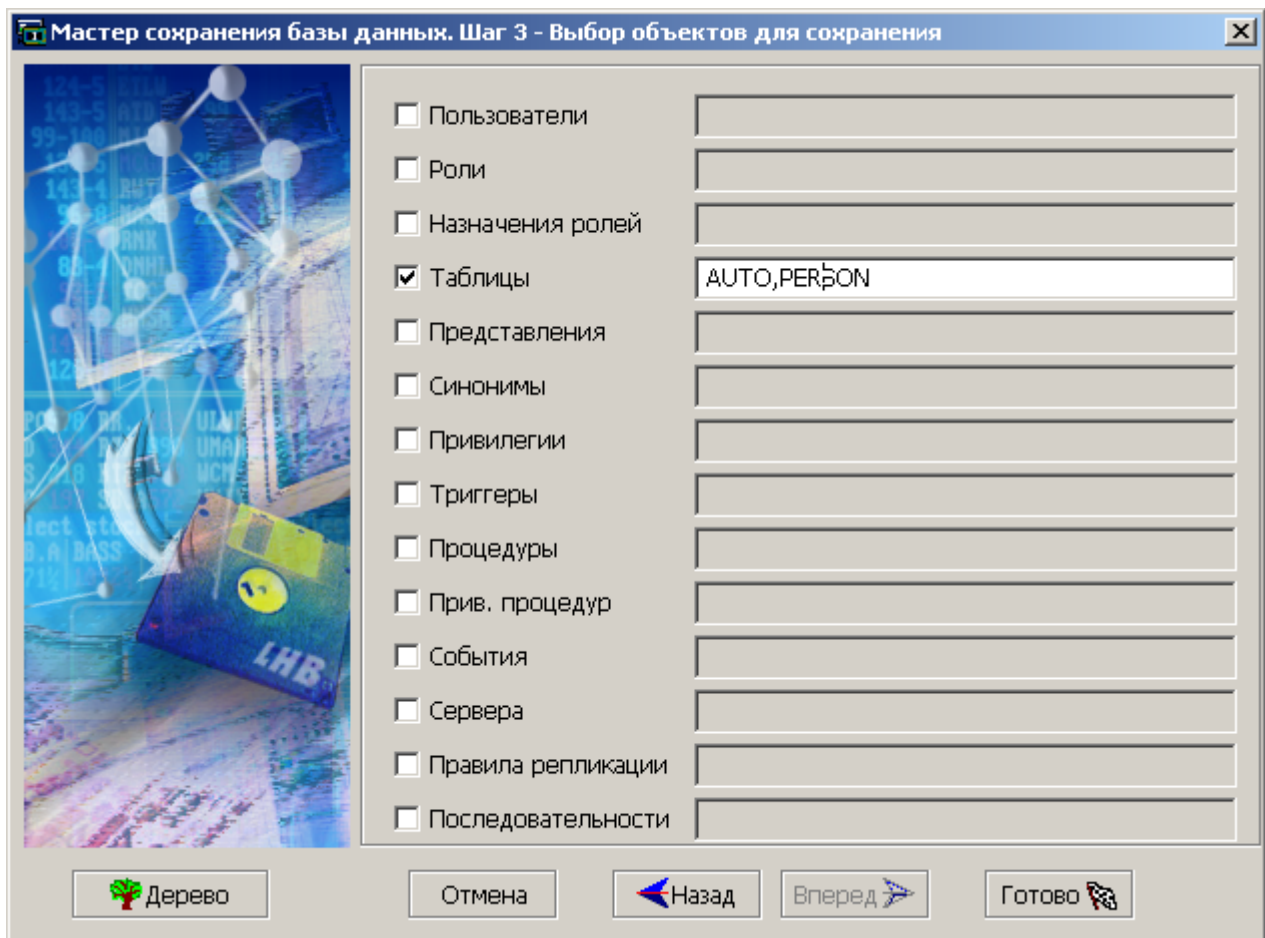 Мастер сохранения базы данных. Шаг 3 - Выбор объектов для сохранения
Пользователи
Роли
Назначения ролей
Таблицы AUTO,PERSON
Представления
Синонимы
Привилегии
Триггеры
Процедуры
Прив. процедур
События
Сервера
Правила репликации
Последовательности
LHB
Дерево Отмена Назад Вперед Готово